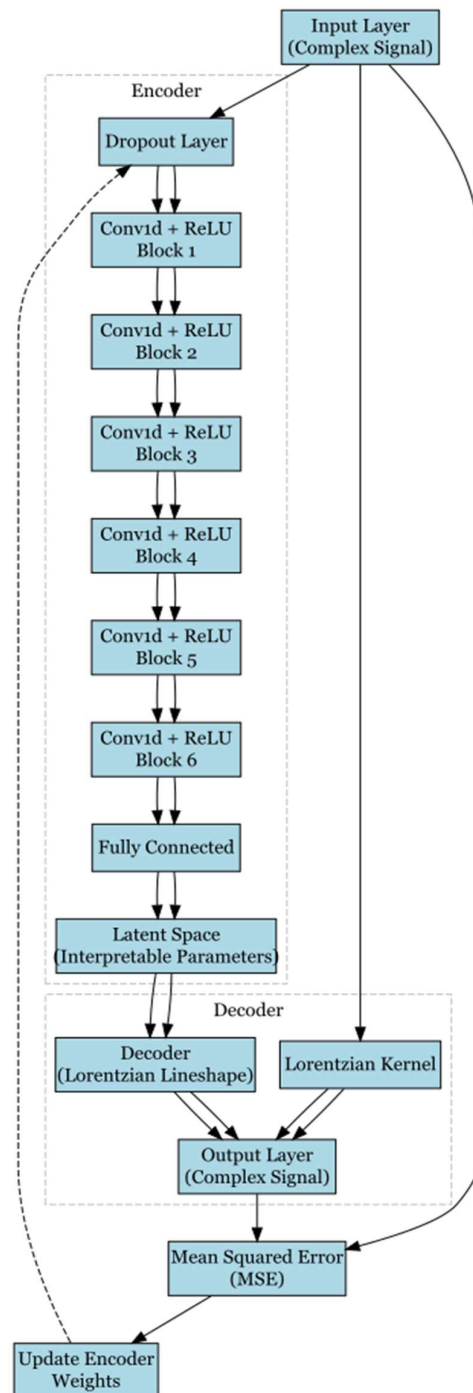 Input Layer
(Complex Signal)
Encoder
Dropout Layer
Conv1d + ReLU
Block 1
Conv1d + ReLU
Block 2
Conv1d + ReLU
Block 3
Conv1d + ReLU
Block 4
Conv1d + ReLU
Block 5
Conv1d + ReLU
Block 6
Fully Connected
Latent Space
(Interpretable Parameters)
Decoder
Decoder
(Lorentzian Lineshape)
Lorentzian Kernel
Output Layer
(Complex Signal)
Mean Squared Error
(MSE)
Update Encoder
Weights